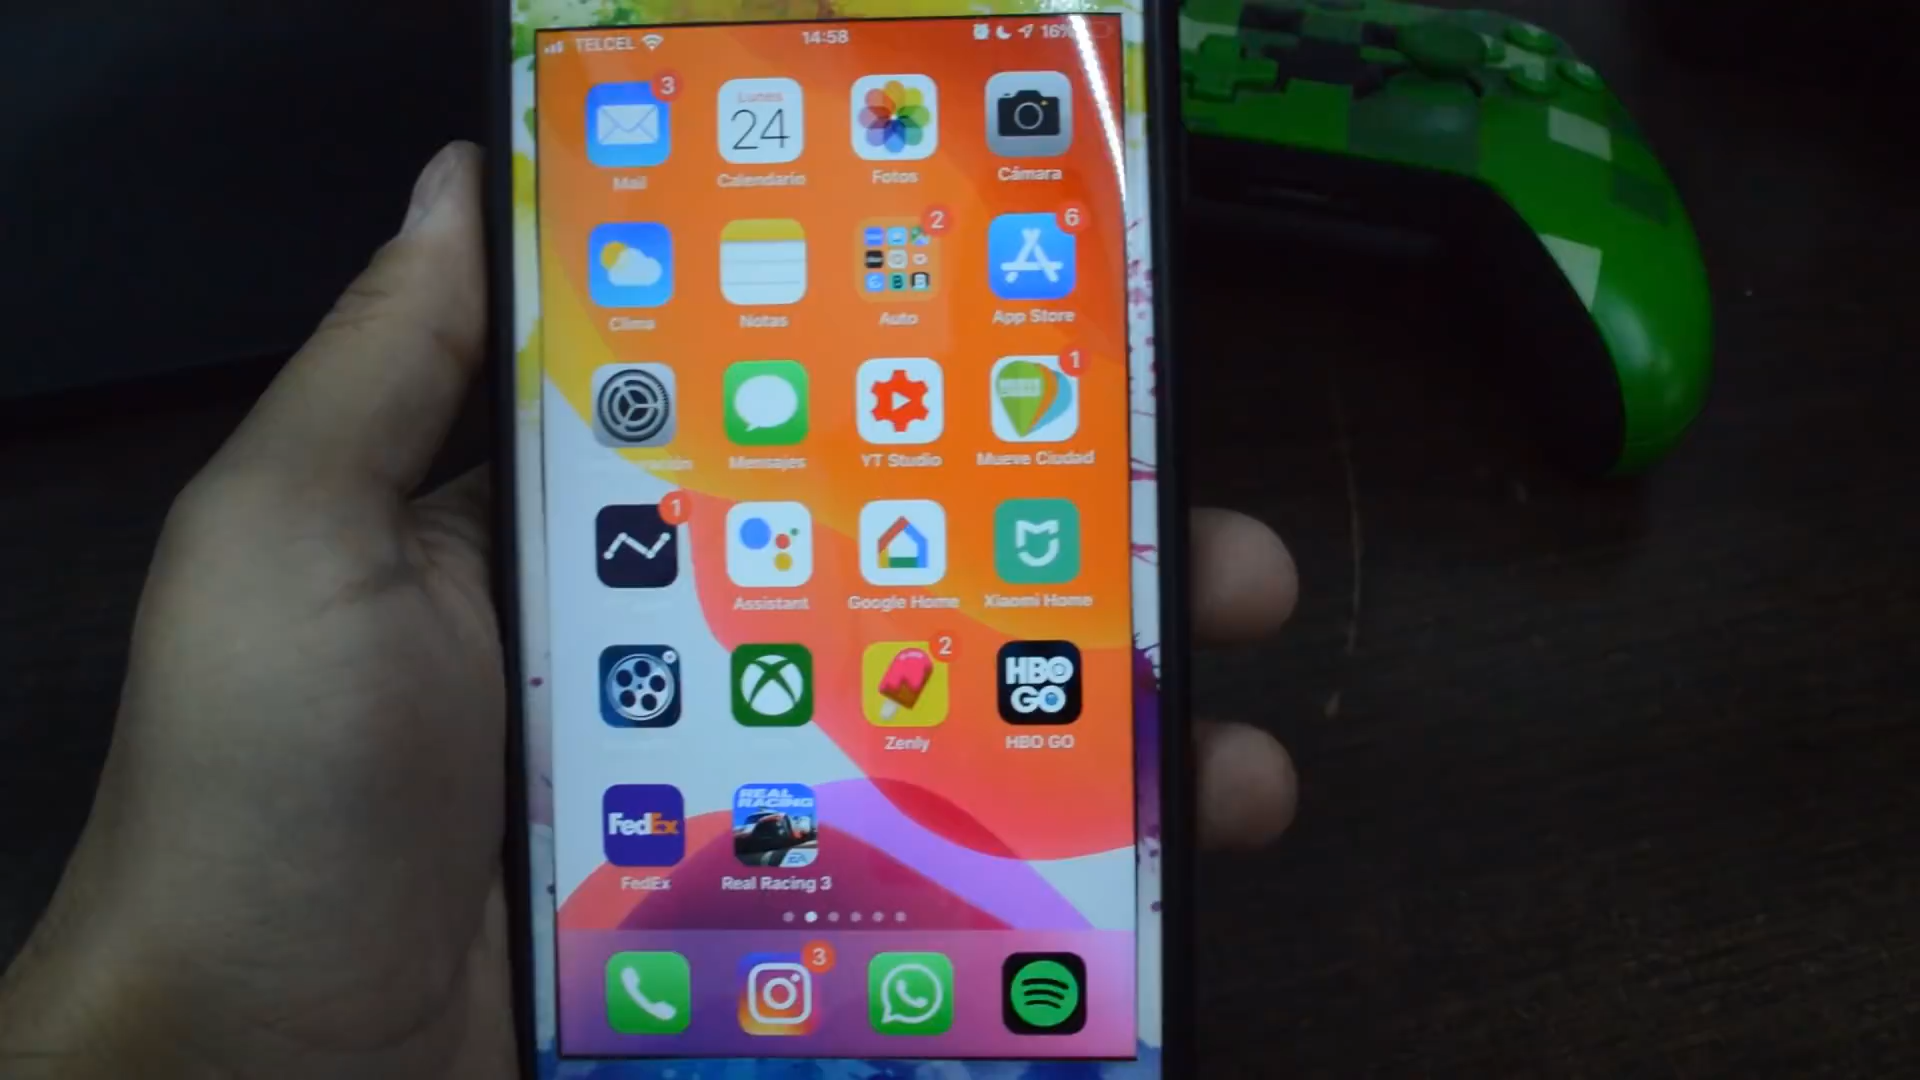 TELCEL 14:58 16%
3
Lunes
24
Mail Calendario Fotos Cámara
2 6
Clima Notas Auto App Store
1
Mensajes YT Studio Mueve Ciudad
1
Assistant Google Home Xiaomi Home
2
HBO
GO
Zenly HBO GO
FedEx REAL
RACING
EA
FedEx Real Racing 3
3